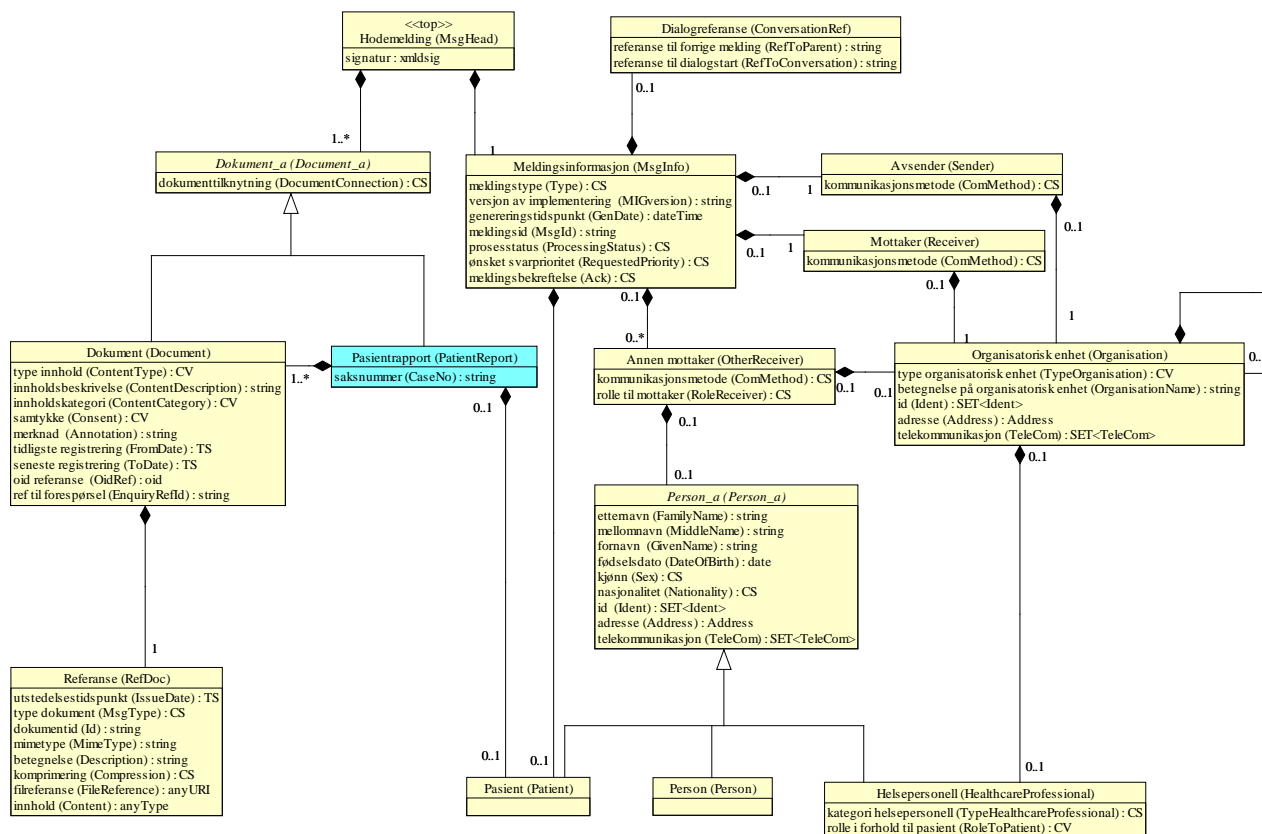 <<top>>
Hodemelding (MsgHead)
signatur : xmldsig
Dialogreferanse (ConversationRef)
referanse til forrige melding (RefToParent) : string
referanse til dialogstart (RefToConversation) : string
0..1
1..*
1
Dokument_a (Document_a)
dokumenttilknytning (DocumentConnection) : CS
Meldingsinformasjon (MsgInfo)
meldingstype (Type) : CS
versjon av implementering (MIGversion) : string
genereringstidspunkt (GenDate) : dateTime
meldingsid (MsgId) : string
prosesstatus (ProcessingStatus) : CS
ønsket svarprioritet (RequestedPriority) : CS
meldingsbekreftelse (Ack) : CS
0..1
1
Avsender (Sender)
kommunikasjonsmetode (ComMethod) : CS
0..1
0..1
1
Mottaker (Receiver)
kommunikasjonsmetode (ComMethod) : CS
0..1
0..1
0..1
0..*
1
1
Dokument (Document)
type innhold (ContentType) : CV
innholdsbeskrivelse (ContentDescription) : string
innholdskategori (ContentCategory) : CV
samtykke (Consent) : CV
merknad (Annotation) : string
tidligste registrering (FromDate) : TS
seneste registrering (ToDate) : TS
oid referanse (OidRef) : oid
ref til forespørsel (EnquiryRefId) : string
1..*
Pasientrapport (PatientReport)
saksnummer (CaseNo) : string
0..1
Annen mottaker (OtherReceiver)
kommunikasjonsmetode (ComMethod) : CS
rolle til mottaker (RoleReceiver) : CS
0..1
0..1
0..1
Organisatorisk enhet (Organisation)
type organisatorisk enhet (TypeOrganisation) : CV
betegnelse på organisatorisk enhet (OrganisationName) : string
id (Ident) : SET<Ident>
adresse (Address) : Address
telekommunikasjon (TeleCom) : SET<TeleCom>
0..1
0..1
Person_a (Person_a)
etternavn (FamilyName) : string
mellomnavn (MiddleName) : string
fornavn (GivenName) : string
fødselsdato (DateOfBirth) : date
kjønn (Sex) : CS
nasjonalitet (Nationality) : CS
id (Ident) : SET<Ident>
adresse (Address) : Address
telekommunikasjon (TeleCom) : SET<TeleCom>
1
Referanse (RefDoc)
utstedelsestidspunkt (IssueDate) : TS
type dokument (MsgType) : CS
dokumentid (Id) : string
mimetype (MimeType) : string
betegnelse (Description) : string
komprimering (Compression) : CS
filreferanse (FileReference) : anyURI
innhold (Content) : anyType
0..1
0..1
0..1
Pasient (Patient)
Person (Person)
Helsepersonell (HealthcareProfessional)
kategori helsepersonell (TypeHealthcareProfessional) : CS
rolle i forhold til pasient (RoleToPatient) : CV